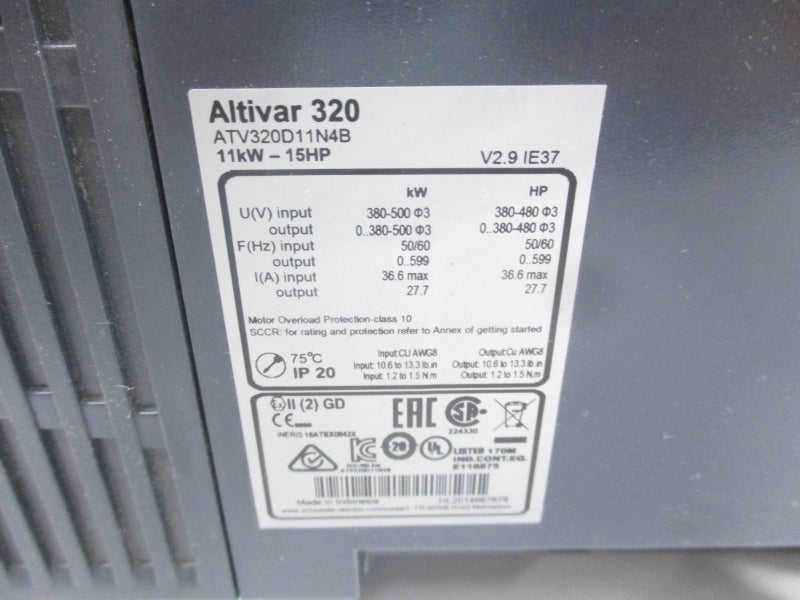 Altivar 320
ATV320D11N4B
11kW – 15HP V2.9 IE37
kW HP
U(V) input 380-500 Φ3 380-480 Φ3
output 0..380-500 Φ3 0..380-480 Φ3
F(Hz) input 50/60 50/60
output 0..599 0..599
I(A) input 36.6 max 36.6 max
output 27.7 27.7
Motor Overload Protection-class 10
SCCR: for rating and protection refer to Annex of getting started
75°C Input:CU AWG8 Output:Cu AWG8
IP 20 Input: 10.6 to 13.3 lb.in Output: 10.6 to 13.3 lb.in
Input: 1.2 to 1.5 N.m Output: 1.2 to 1.5 N.m
Ex II (2) GD EAC SA
CE 224330
20 UL LISTED 170M
IND.CONT.EQ.
ATV320D11N4B E116875
Made in Indonesia